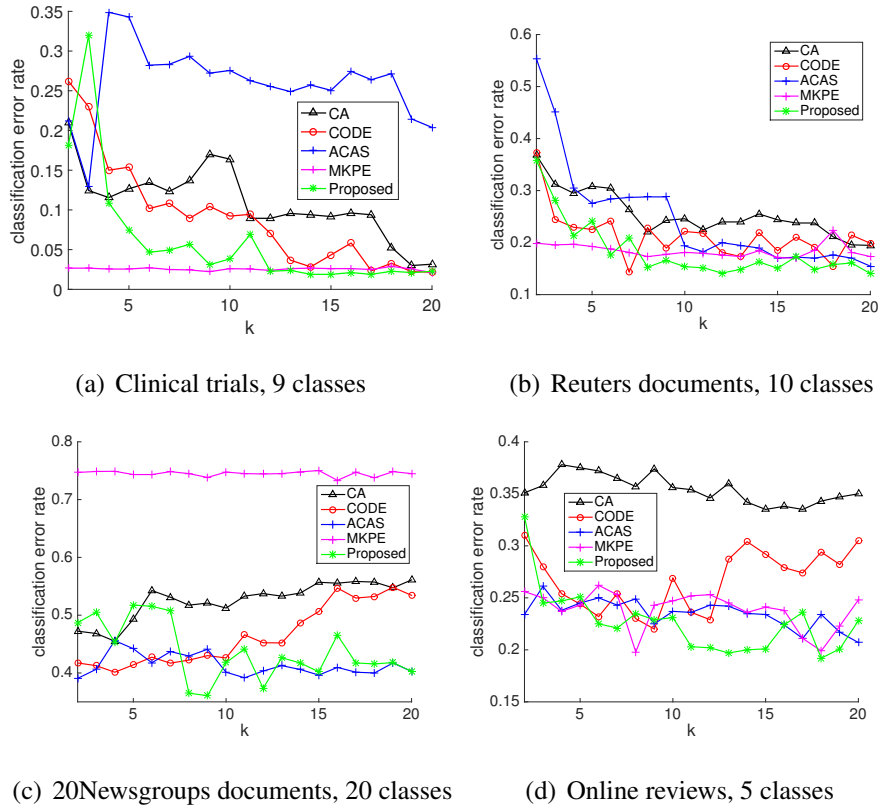 0.35
0.3
0.25
0.2
0.15
0.1
0.05
0
classification error rate
5
10
15
20
k
CA
CODE
ACAS
MKPE
Proposed
(a) Clinical trials, 9 classes
0.6
0.5
0.4
0.3
0.2
0.1
classification error rate
5
10
15
20
k
CA
CODE
ACAS
MKPE
Proposed
(b) Reuters documents, 10 classes
0.8
0.7
0.6
0.5
0.4
classification error rate
5
10
15
20
k
CA
CODE
ACAS
MKPE
Proposed
(c) 20Newsgroups documents, 20 classes
0.4
0.35
0.3
0.25
0.2
0.15
classification error rate
5
10
15
20
k
CA
CODE
ACAS
MKPE
Proposed
(d) Online reviews, 5 classes